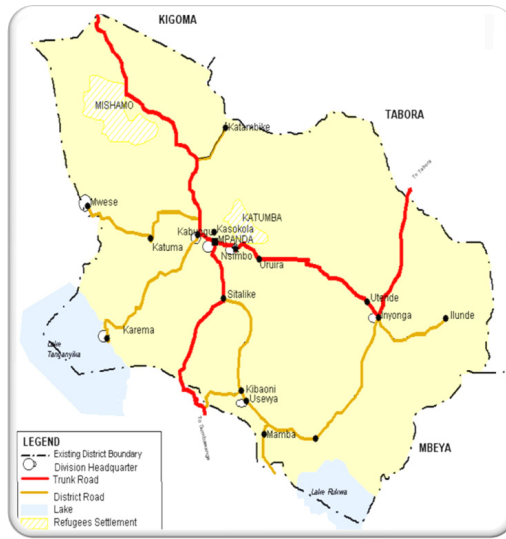 KIGOMA
MISHAMO
TABORA
Katambike
To Tabora
Mwese
KATUMBA
Kasokola
Kabungu
MPANDA
Katuma
Nsimbo
Uruira
Sitalike
Utende
Inyonga
Ilunde
Karema
Lake
Tanganyika
Kibaoni
Usevya
To Sumbawanga
Mamba
MBEYA
Lake Rukwa
LEGEND
Existing District Boundary
Division Headquarter
Trunk Road
District Road
Lake
Refugees Settlement